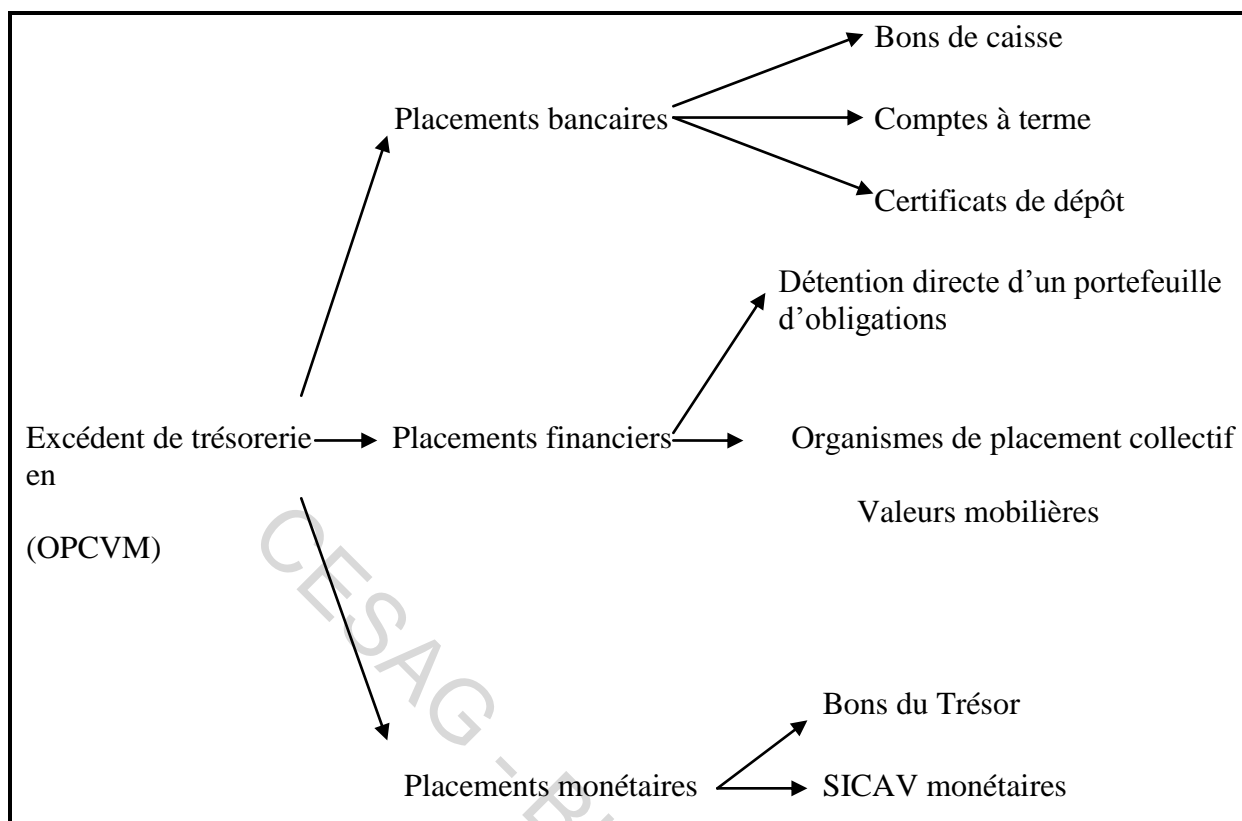 Bons de caisse
Placements bancaires
Comptes à terme
Certificats de dépôt
Détention directe d’un portefeuille
d’obligations
Excédent de trésorerie
Placements financiers
Organismes de placement collectif
en
Valeurs mobilières
(OPCVM)
Bons du Trésor
Placements monétaires
SICAV monétaires
CESAG -